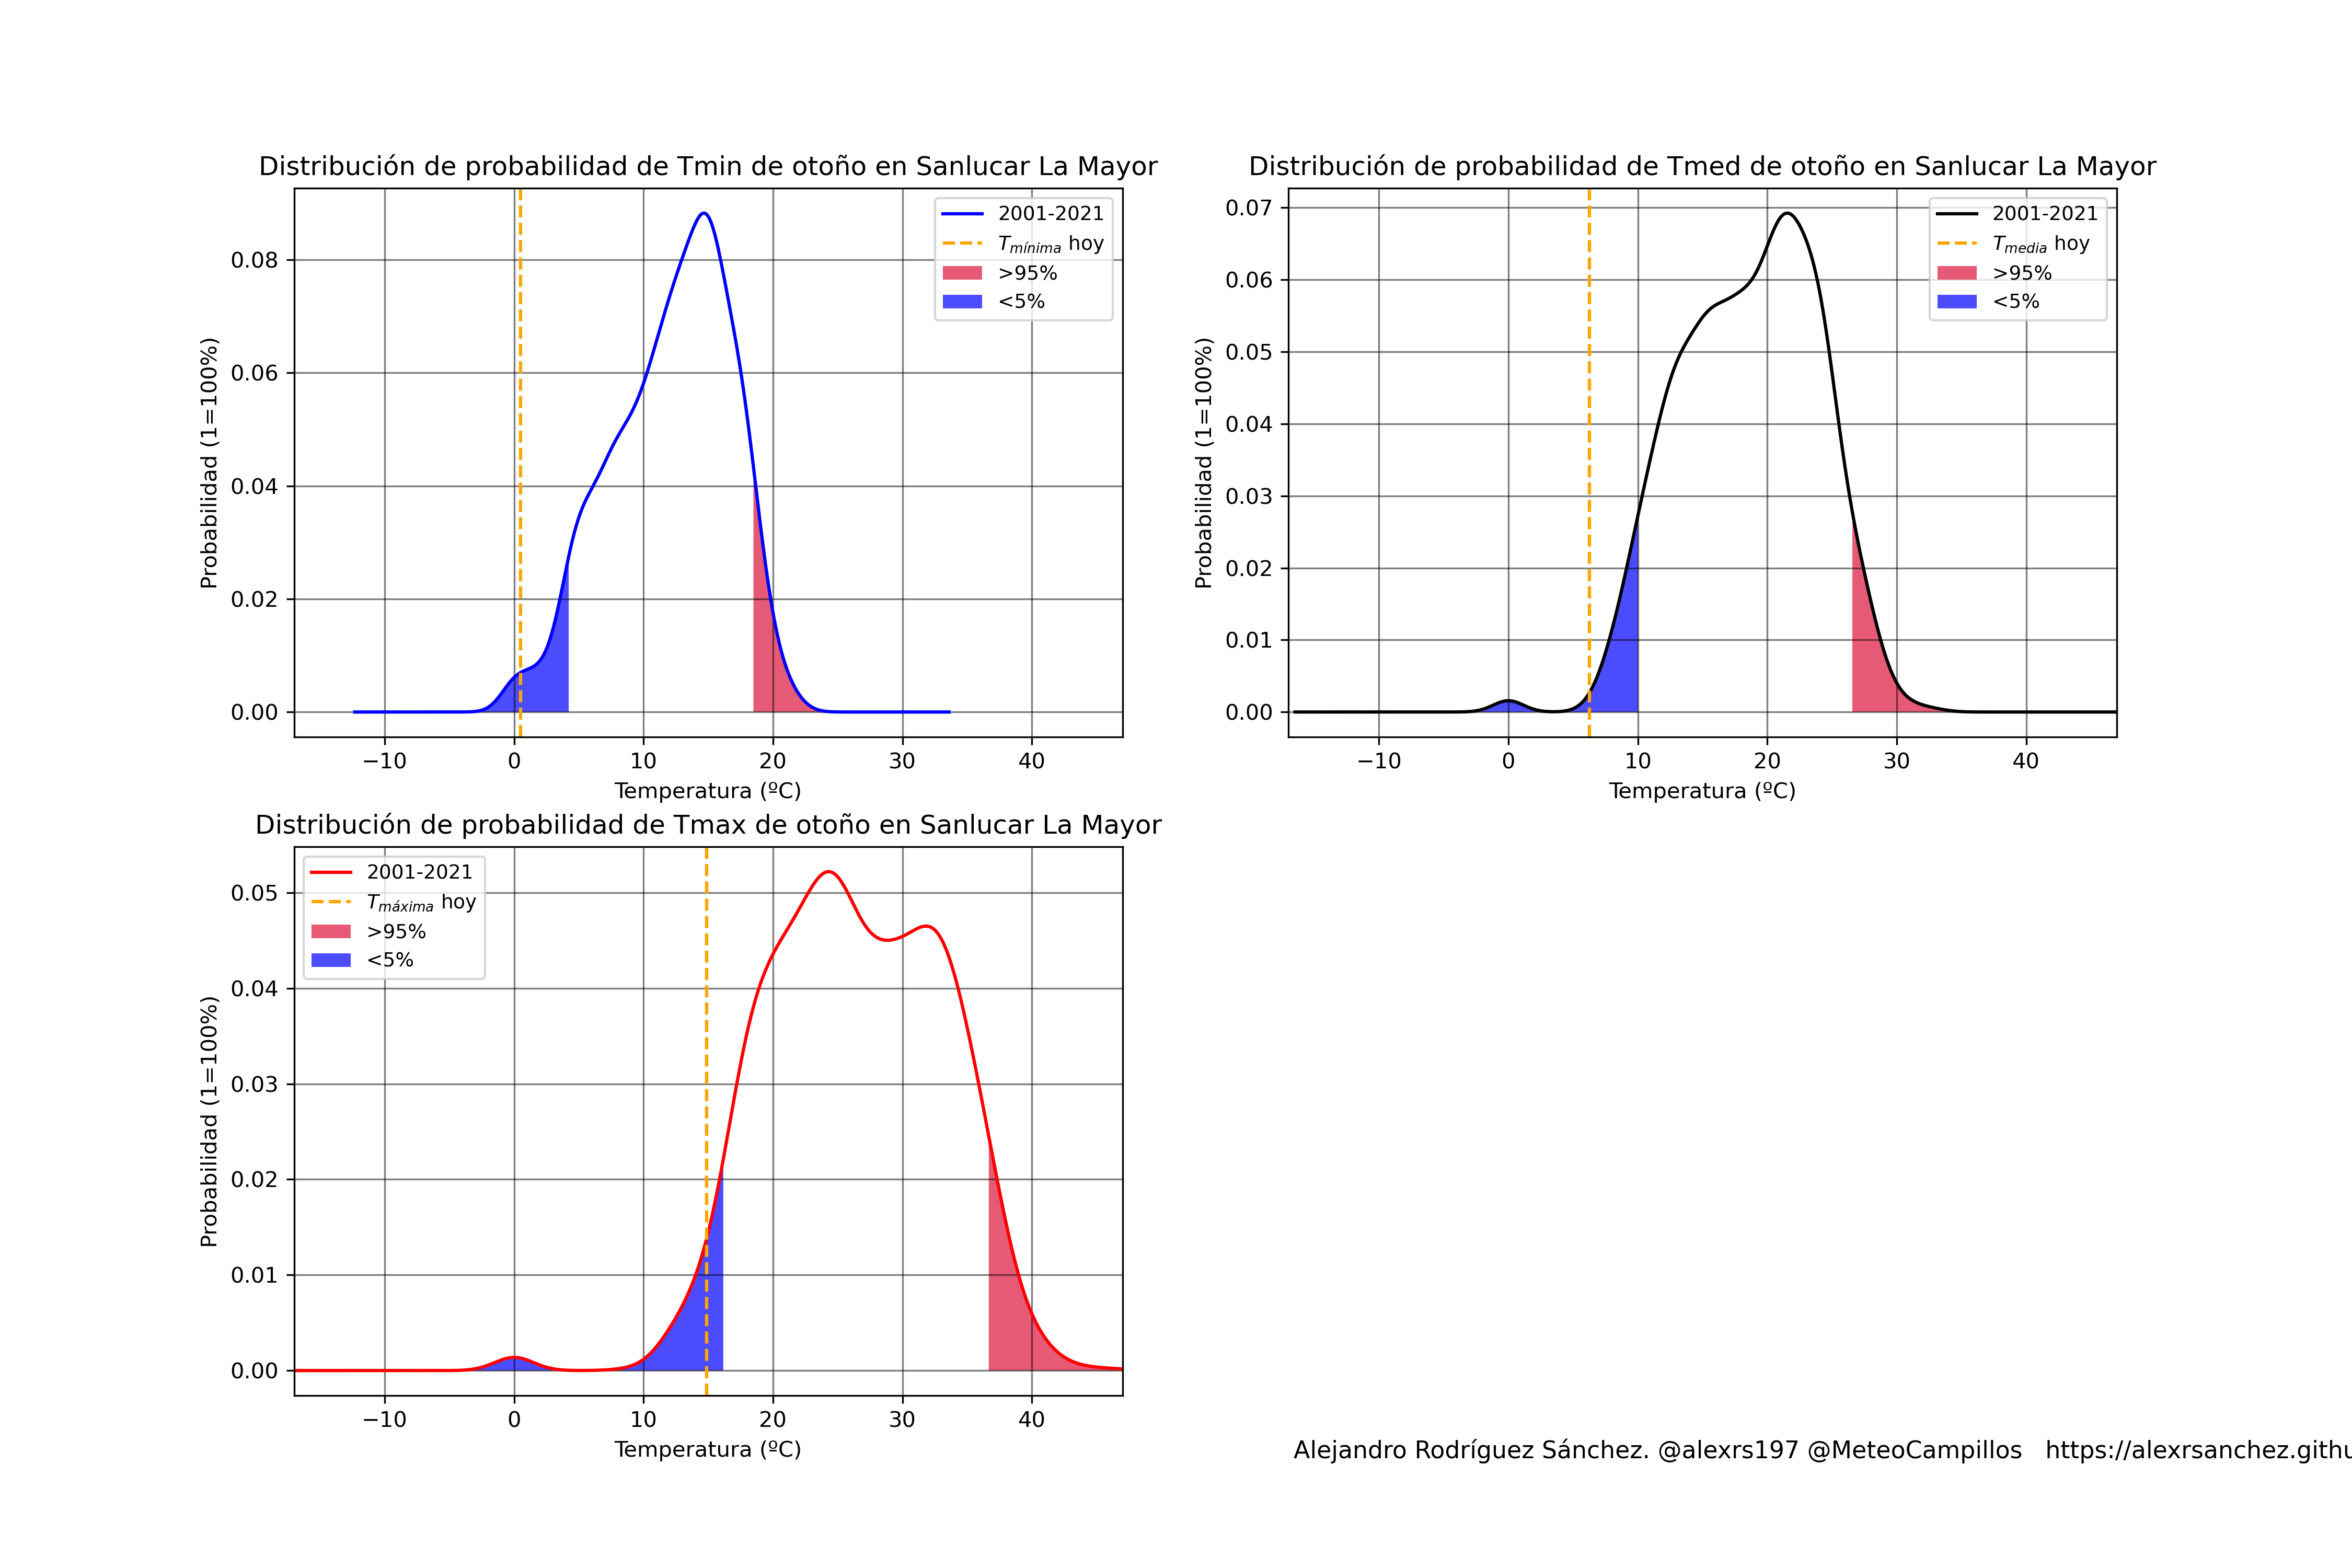 Distribución de probabilidad de Tmin de otoño en Sanlucar La Mayor
Probabilidad (1=100%)
0.08
0.06
0.04
0.02
0.00
−10 0 10 20 30 40
Temperatura (ºC)
2001-2021
Tmínima hoy
>95%
<5%
Distribución de probabilidad de Tmed de otoño en Sanlucar La Mayor
Probabilidad (1=100%)
0.07
0.06
0.05
0.04
0.03
0.02
0.01
0.00
−10 0 10 20 30 40
Temperatura (ºC)
2001-2021
Tmedia hoy
>95%
<5%
Distribución de probabilidad de Tmax de otoño en Sanlucar La Mayor
Probabilidad (1=100%)
0.05
0.04
0.03
0.02
0.01
0.00
−10 0 10 20 30 40
Temperatura (ºC)
2001-2021
Tmáxima hoy
>95%
<5%
Alejandro Rodríguez Sánchez. @alexrs197 @MeteoCampillos https://alexrsanchez.githu